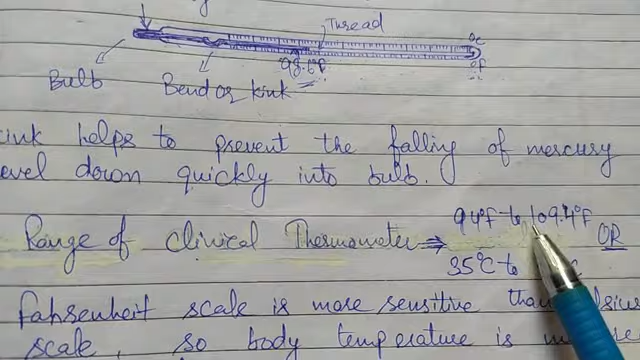 Thread
°C
98.6°F
°F
Bulb
Bend or kink
kink helps to prevent the falling of mercury
level down quickly into bulb.
94°F to 109.4°F
Range of Clinical Thermometer ⇒ OR
35°C to
Fahrenheit scale is more sensitive than
scale, so body temperature is